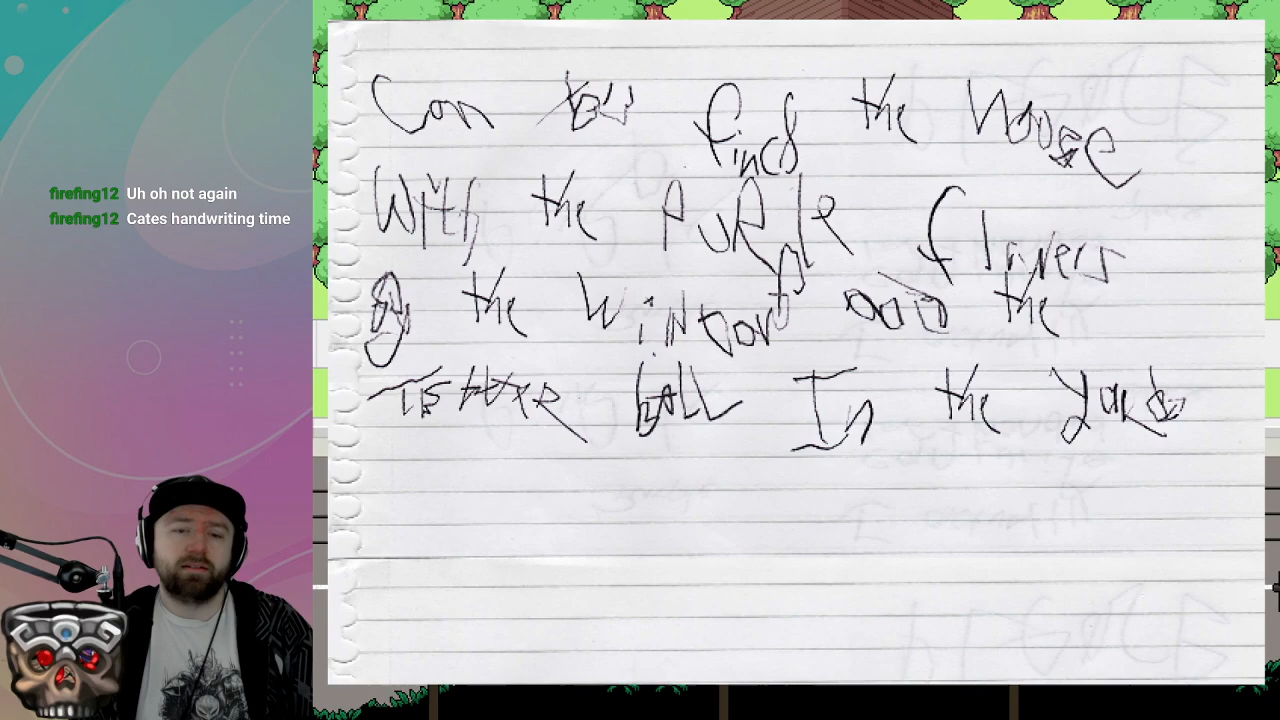 firefing12 Uh oh not again
firefing12 Cates handwriting time
Can you find the house
With the PuRple flowers
By the window and the
TetheR ball In the yard